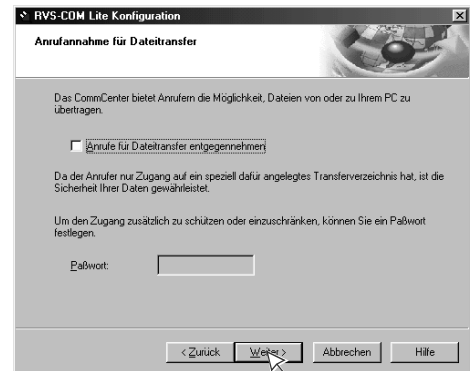 RVS-COM Lite Konfiguration
Anrufannahme für Dateitransfer
Das CommCenter bietet Anrufern die Möglichkeit, Dateien von oder zu Ihrem PC zu
übertragen.
Anrufe für Dateitransfer entgegennehmen
Da der Anrufer nur Zugang auf ein speziell dafür angelegtes Transferverzeichnis hat, ist die
Sicherheit Ihrer Daten gewährleistet.
Um den Zugang zusätzlich zu schützen oder einzuschränken, können Sie ein Paßwort
festlegen.
Paßwort:
< Zurück Weiter > Abbrechen Hilfe